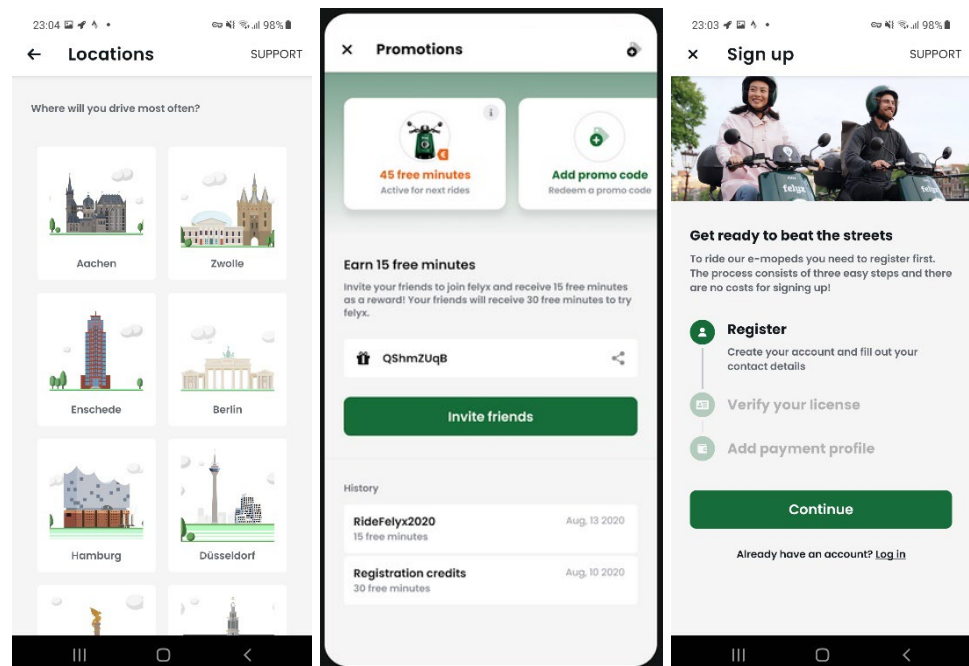 23:04
98%
Locations
SUPPORT
Where will you drive most often?
Aachen
Zwolle
Enschede
Berlin
Hamburg
Düsseldorf
Promotions
i
45 free minutes
Active for next rides
Add promo code
Redeem a promo code
Earn 15 free minutes
Invite your friends to join felyx and receive 15 free minutes
as a reward! Your friends will receive 30 free minutes to try
felyx.
QShmZUqB
Invite friends
History
RideFelyx2020
Aug, 13 2020
15 free minutes
Registration credits
Aug, 10 2020
30 free minutes
23:03
98%
Sign up
SUPPORT
felyx
felyx
Get ready to beat the streets
To ride our e-mopeds you need to register first.
The process consists of three easy steps and there
are no costs for signing up!
Register
Create your account and fill out your
contact details
Verify your license
Add payment profile
Continue
Already have an account? Log in